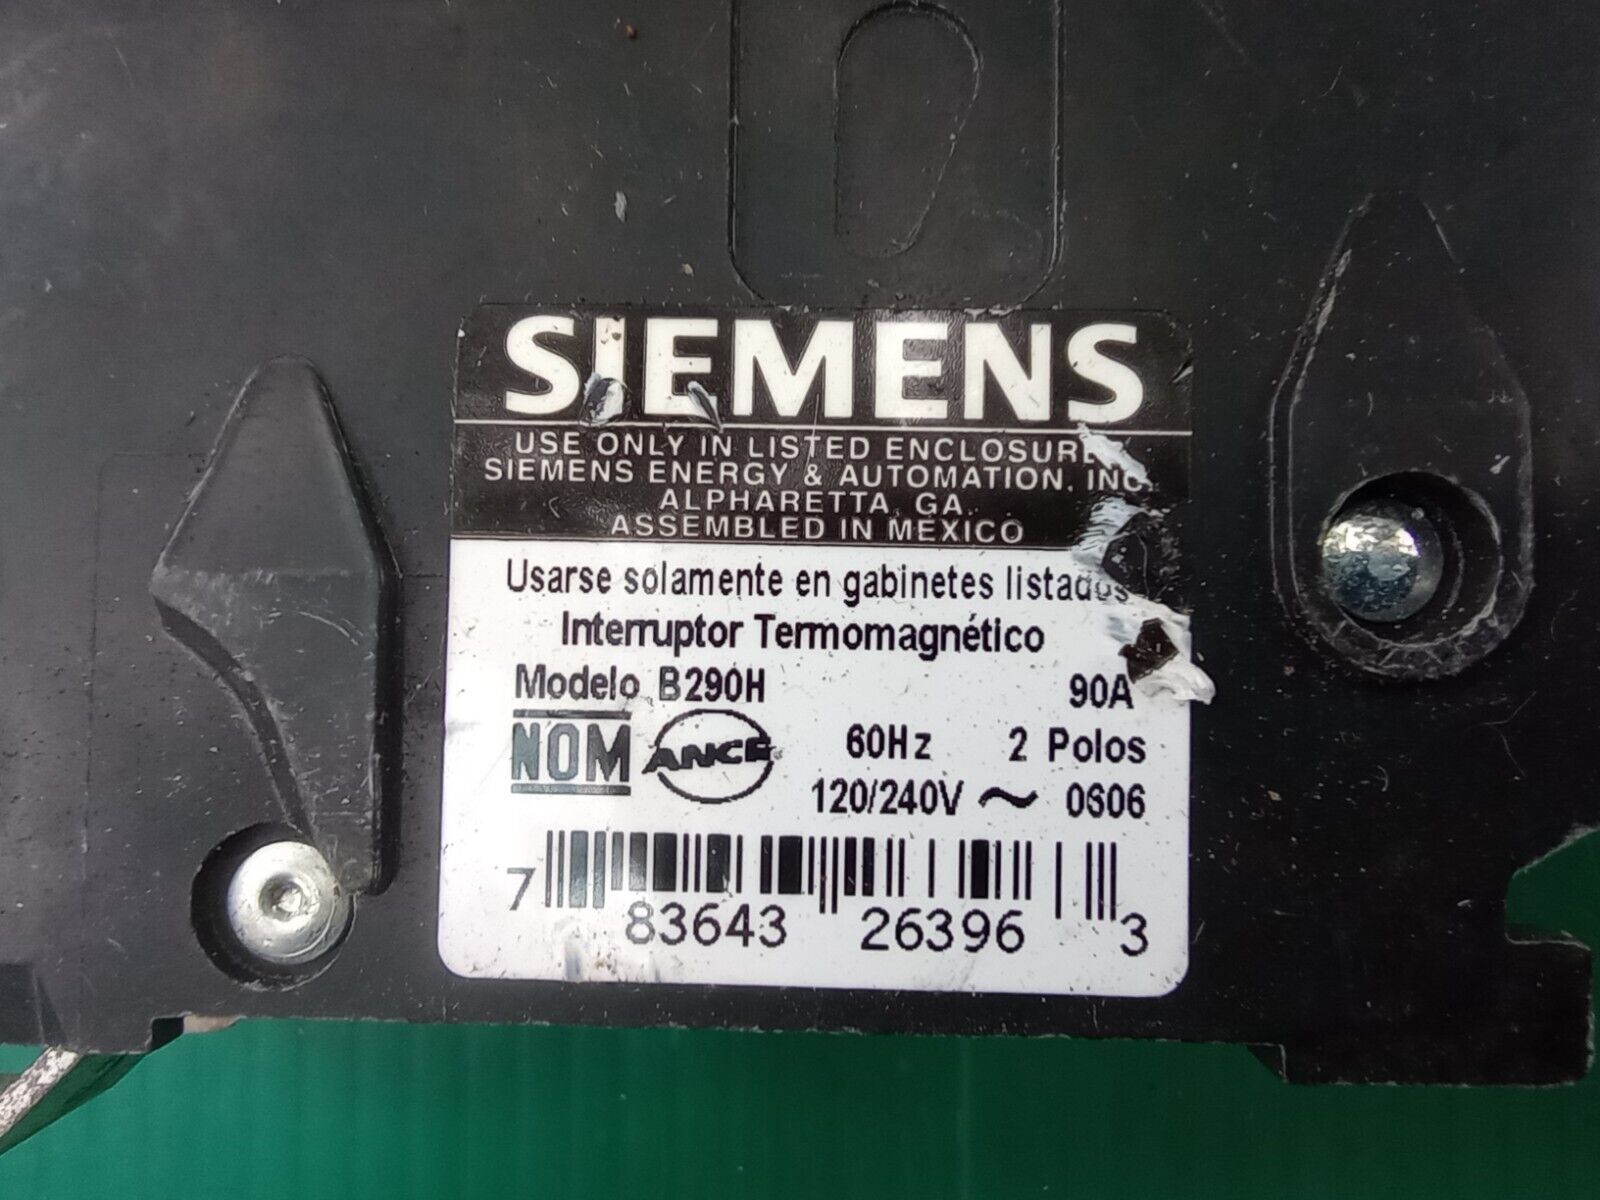 SIEMENS
USE ONLY IN LISTED ENCLOSURE
SIEMENS ENERGY & AUTOMATION, INC.
ALPHARETTA, GA.
ASSEMBLED IN MEXICO
Usarse solamente en gabinetes listados
Interruptor Termomagnético
Modelo B290H 90A
NOM ANCE 60Hz 2 Polos
120/240V ~ 0606
7 83643 26396 3